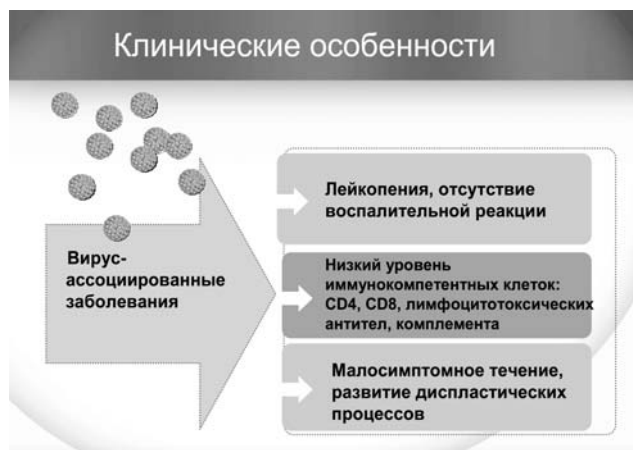 Клинические особенности
Вирус-
ассоциированные
заболевания
Лейкопения, отсутствие
воспалительной реакции
Низкий уровень
иммунокомпетентных клеток:
CD4, CD8, лимфоцитотоксических
антител, комплемента
Малосимптомное течение,
развитие диспластических
процессов